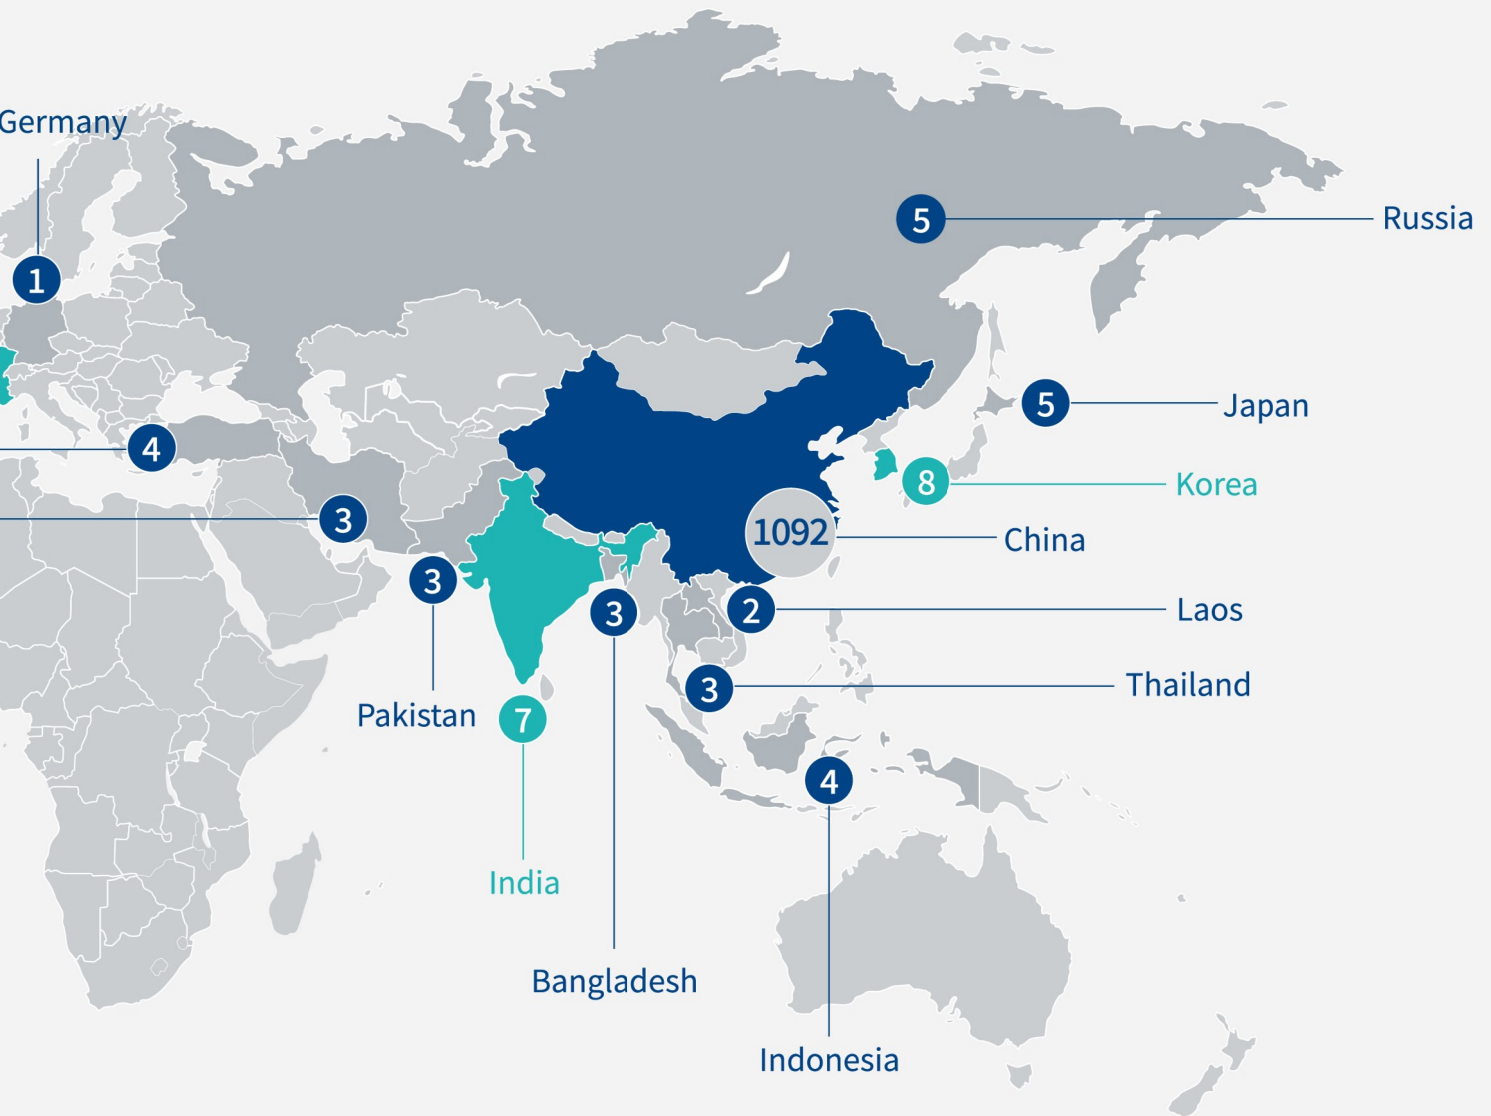 Germany
1
5
Russia
5
Japan
4
8
Korea
3
1092
China
3
3
2
Laos
3
Thailand
Pakistan
7
4
India
Bangladesh
Indonesia